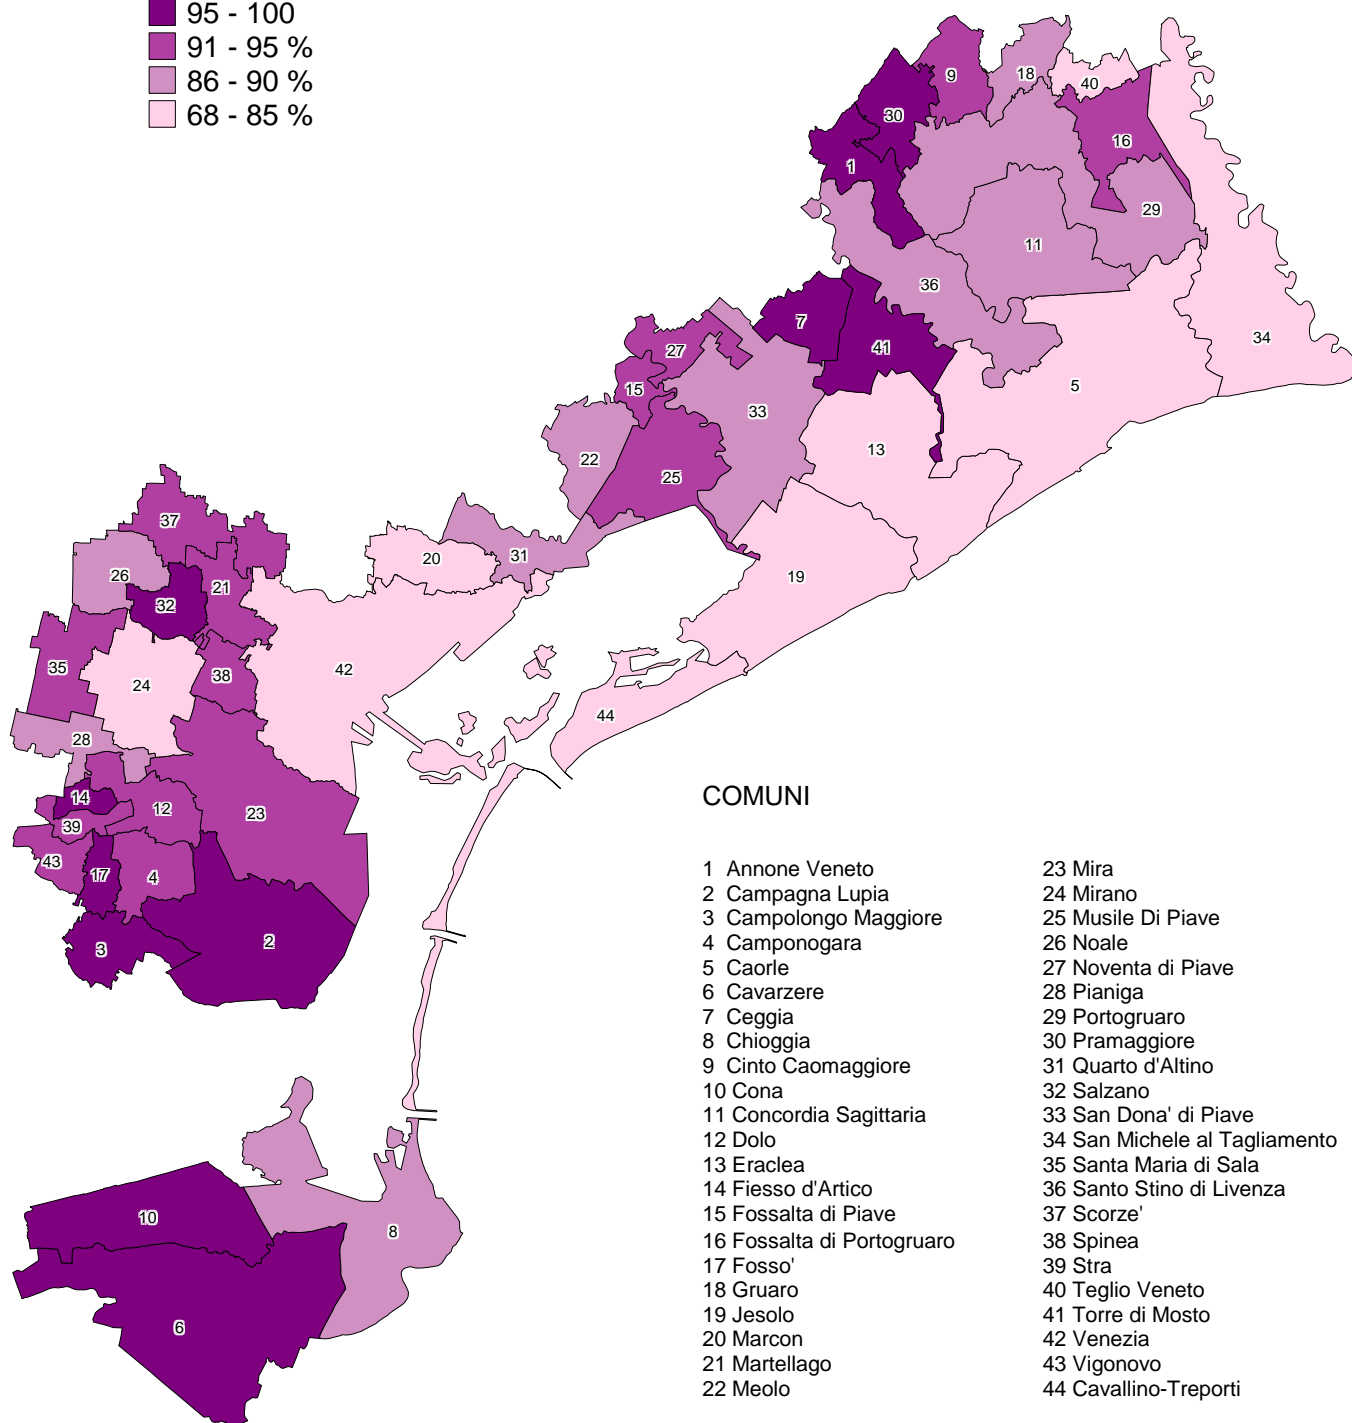 95 - 100
91 - 95 %
86 - 90 %
68 - 85 %
9
18
40
30
16
1
29
11
36
7
34
27
41
15
5
33
13
22
25
37
20
31
26
21
19
32
35
42
38
24
44
28
14
12
23
39
43
17
4
2
3
10
8
6
COMUNI
1 Annone Veneto
2 Campagna Lupia
3 Campolongo Maggiore
4 Camponogara
5 Caorle
6 Cavarzere
7 Ceggia
8 Chioggia
9 Cinto Caomaggiore
10 Cona
11 Concordia Sagittaria
12 Dolo
13 Eraclea
14 Fiesso d'Artico
15 Fossalta di Piave
16 Fossalta di Portogruaro
17 Fosso'
18 Gruaro
19 Jesolo
20 Marcon
21 Martellago
22 Meolo
23 Mira
24 Mirano
25 Musile Di Piave
26 Noale
27 Noventa di Piave
28 Pianiga
29 Portogruaro
30 Pramaggiore
31 Quarto d'Altino
32 Salzano
33 San Dona' di Piave
34 San Michele al Tagliamento
35 Santa Maria di Sala
36 Santo Stino di Livenza
37 Scorze'
38 Spinea
39 Stra
40 Teglio Veneto
41 Torre di Mosto
42 Venezia
43 Vigonovo
44 Cavallino-Treporti